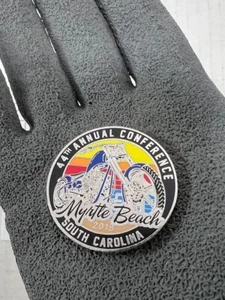 44TH ANNUAL CONFERENCE
Myrtle Beach
SOUTH CAROLINA